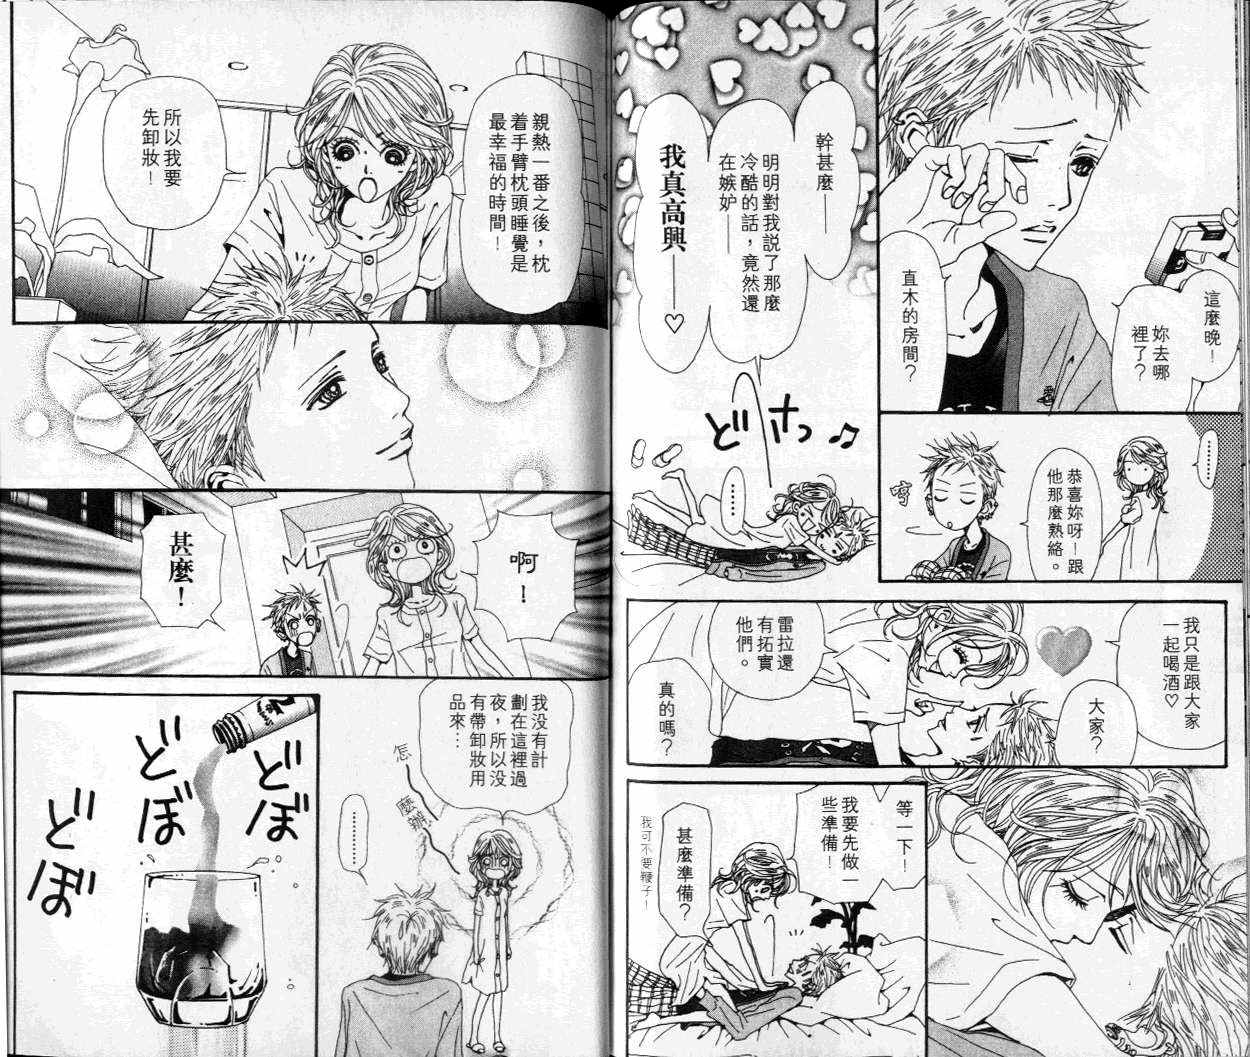 這麼晚！
妳去哪
裡了？
直木的房間？
………
恭喜妳呀！跟
他那麼熟絡。
哼
幹甚麼——
明明對我說了那麼
冷酷的話，竟然還
在嫉妒——
我真高興——♡
ホっ
ど
♪
………
我只是跟大家
一起喝酒♡
大家？
雷拉還
有拓實
他們。
真的嗎？
等一下！
我要先做一
些準備！
甚麼準備？
我可不要鞭子！
親熱一番之後，枕
着手臂枕頭睡覺是
最幸福的時間！
所以我要
先卸妝！
啊！
甚麼！
我没有計
劃在這裡過
夜，所以没
有帶卸妝用
品來…
怎麼辦
………
どぼ
どぼ
どぼ